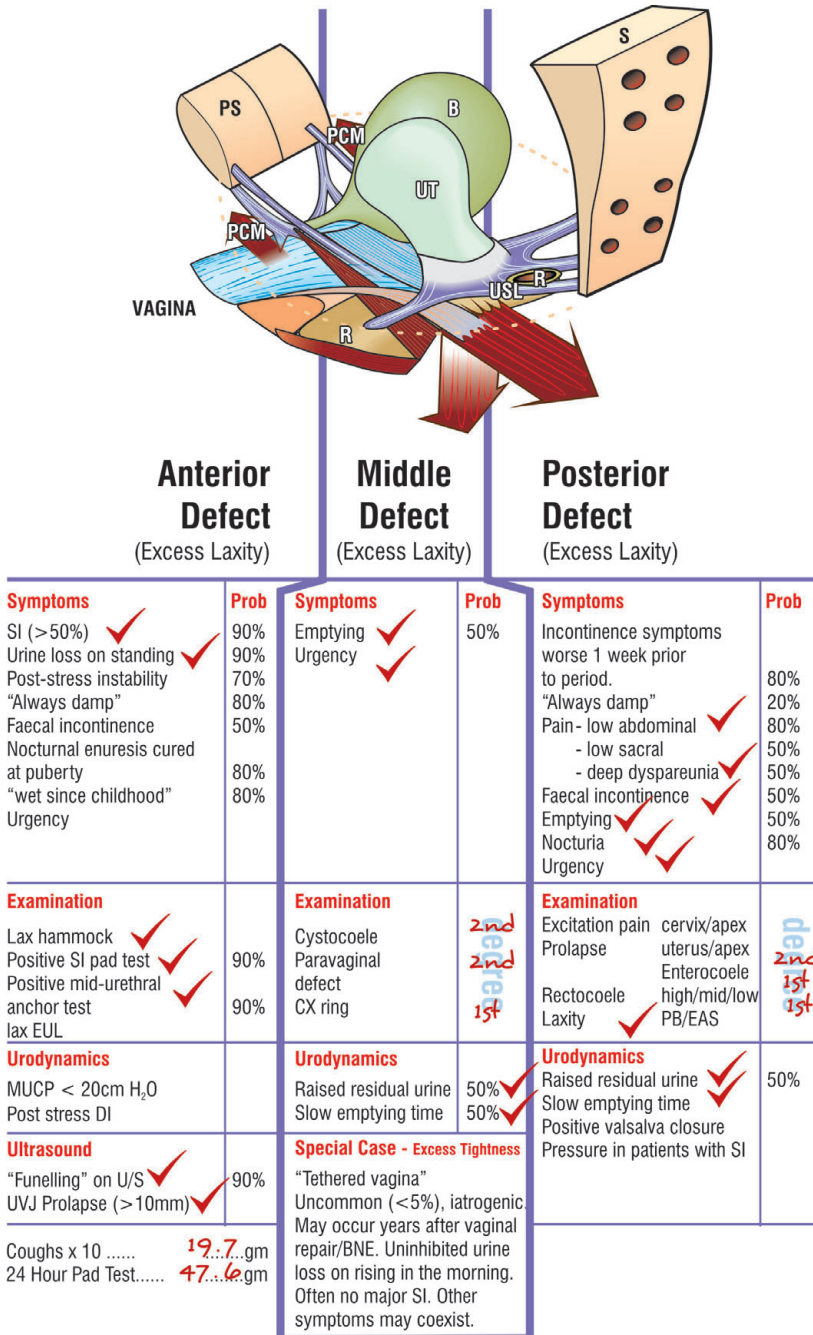 PS
S
B
PCM
UT
PCM
R
USL
VAGINA
R
Anterior
Defect
(Excess Laxity)
Middle
Defect
(Excess Laxity)
Posterior
Defect
(Excess Laxity)
Symptoms Prob
SI (>50%) 90%
Urine loss on standing 90%
Post-stress instability 70%
“Always damp” 80%
Faecal incontinence 50%
Nocturnal enuresis cured
at puberty 80%
“wet since childhood” 80%
Urgency
Symptoms Prob
Emptying 50%
Urgency
Symptoms Prob
Incontinence symptoms
worse 1 week prior
to period. 80%
“Always damp” 20%
Pain - low abdominal 80%
- low sacral 50%
- deep dyspareunia 50%
Faecal incontinence 50%
Emptying 50%
Nocturia 80%
Urgency
Examination
Lax hammock
Positive SI pad test 90%
Positive mid-urethral
anchor test 90%
lax EUL
Examination
Cystocoele 2nd
Paravaginal 2nd
defect
CX ring 1st
degree
Examination
Excitation pain cervix/apex
Prolapse uterus/apex 2nd
Enterocoele 1st
Rectocoele high/mid/low 1st
Laxity PB/EAS
degree
Urodynamics
MUCP < 20cm H₂O
Post stress DI
Urodynamics
Raised residual urine 50%
Slow emptying time 50%
Urodynamics
Raised residual urine 50%
Slow emptying time
Positive valsalva closure
Pressure in patients with SI
Ultrasound
“Funelling” on U/S 90%
UVJ Prolapse (>10mm)
Special Case - Excess Tightness
“Tethered vagina”
Uncommon (<5%), iatrogenic.
May occur years after vaginal
repair/BNE. Uninhibited urine
loss on rising in the morning.
Often no major SI. Other
symptoms may coexist.
Coughs x 10 ...... 19.7 gm
24 Hour Pad Test...... 47.6 gm